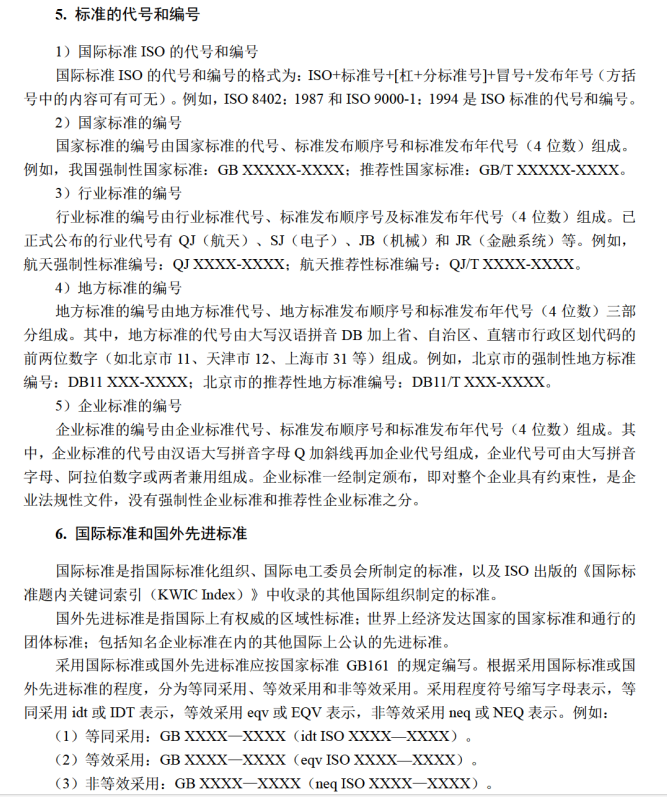 5. 标准的代号和编号
1）国际标准 ISO 的代号和编号
国际标准 ISO 的代号和编号的格式为：ISO+标准号+[杠+分标准号]+冒号+发布年号（方括
号中的内容可有可无）。例如，ISO 8402：1987 和 ISO 9000-1：1994 是 ISO 标准的代号和编号。
2）国家标准的编号
国家标准的编号由国家标准的代号、标准发布顺序号和标准发布年代号（4 位数）组成。
例如，我国强制性国家标准：GB XXXXX-XXXX；推荐性国家标准：GB/T XXXXX-XXXX。
3）行业标准的编号
行业标准的编号由行业标准代号、标准发布顺序号及标准发布年代号（4 位数）组成。已
正式公布的行业代号有 QJ（航天）、SJ（电子）、JB（机械）和 JR（金融系统）等。例如，
航天强制性标准编号：QJ XXXX-XXXX；航天推荐性标准编号：QJ/T XXXX-XXXX。
4）地方标准的编号
地方标准的编号由地方标准代号、地方标准发布顺序号和标准发布年代号（4 位数）三部
分组成。其中，地方标准的代号由大写汉语拼音 DB 加上省、自治区、直辖市行政区划代码的
前两位数字（如北京市 11、天津市 12、上海市 31 等）组成。例如，北京市的强制性地方标准
编号：DB11 XXX-XXXX；北京市的推荐性地方标准编号：DB11/T XXX-XXXX。
5）企业标准的编号
企业标准的编号由企业标准代号、标准发布顺序号和标准发布年代号（4 位数）组成。其
中，企业标准的代号由汉语大写拼音字母 Q 加斜线再加企业代号组成，企业代号可由大写拼音
字母、阿拉伯数字或两者兼用组成。企业标准一经制定颁布，即对整个企业具有约束性，是企
业法规性文件，没有强制性企业标准和推荐性企业标准之分。
6. 国际标准和国外先进标准
国际标准是指国际标准化组织、国际电工委员会所制定的标准，以及 ISO 出版的《国际标
准题内关键词索引（KWIC Index）》中收录的其他国际组织制定的标准。
国外先进标准是指国际上有权威的区域性标准；世界上经济发达国家的国家标准和通行的
团体标准；包括知名企业标准在内的其他国际上公认的先进标准。
采用国际标准或国外先进标准应按国家标准 GB161 的规定编写。根据采用国际标准或国
外先进标准的程度，分为等同采用、等效采用和非等效采用。采用程度符号缩写字母表示，等
同采用 idt 或 IDT 表示，等效采用 eqv 或 EQV 表示，非等效采用 neq 或 NEQ 表示。例如：
（1）等同采用：GB XXXX—XXXX（idt ISO XXXX—XXXX）。
（2）等效采用：GB XXXX—XXXX（eqv ISO XXXX—XXXX）。
（3）非等效采用：GB XXXX—XXXX（neq ISO XXXX—XXXX）。